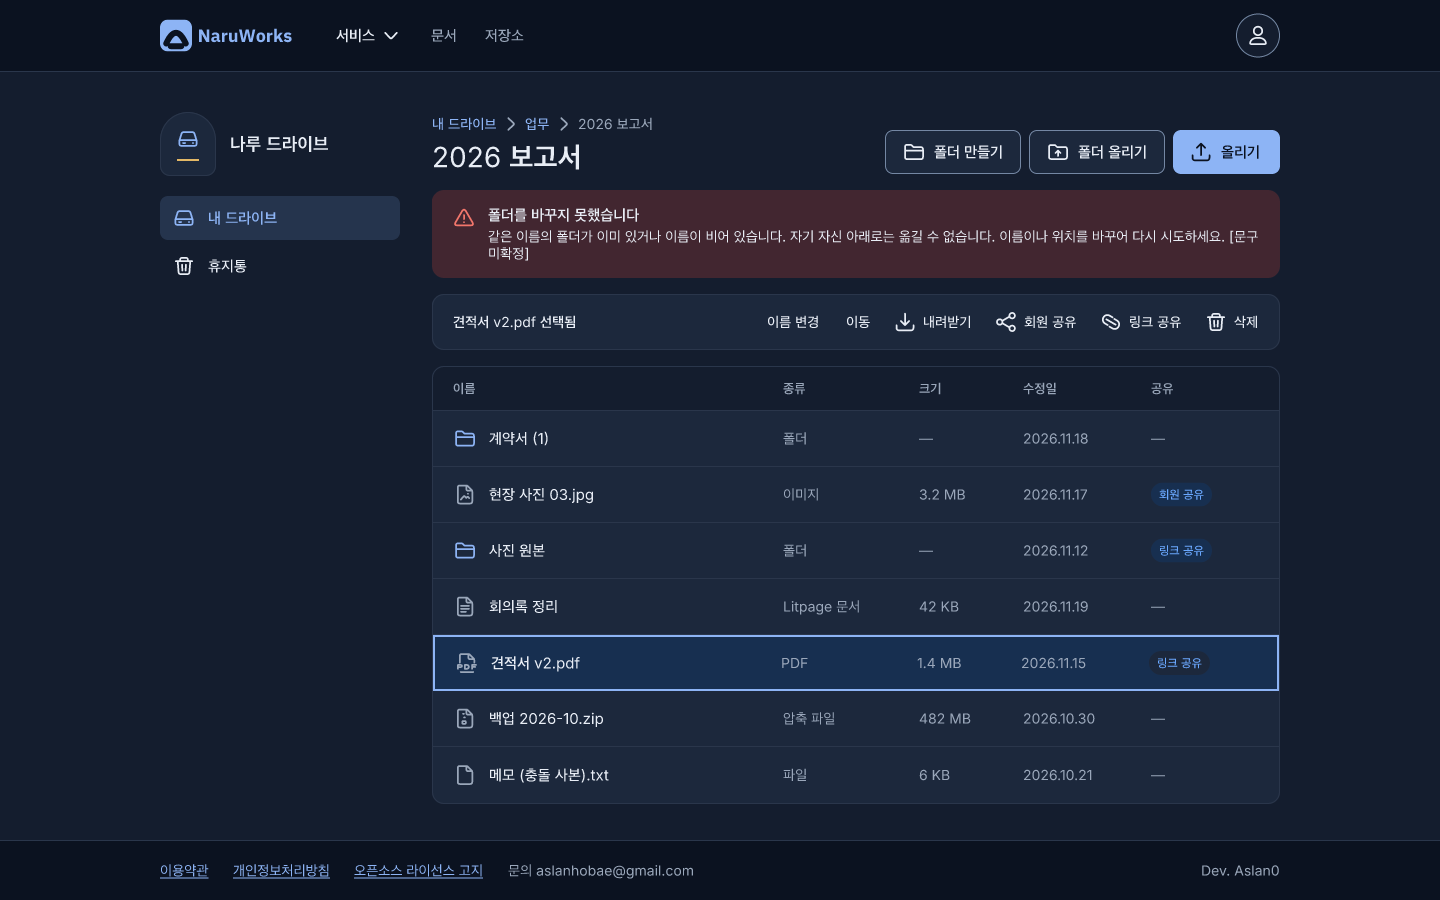 NaruWorks 서비스 문서 저장소
나루 드라이브
내 드라이브
휴지통
내 드라이브 업무 2026 보고서
2026 보고서
폴더 만들기 폴더 올리기 올리기
폴더를 바꾸지 못했습니다
같은 이름의 폴더가 이미 있거나 이름이 비어 있습니다. 자기 자신 아래로는 옮길 수 없습니다. 이름이나 위치를 바꾸어 다시 시도하세요. [문구
미확정]
견적서 v2.pdf 선택됨 이름 변경 이동 내려받기 회원 공유 링크 공유 삭제
이름 종류 크기 수정일 공유
계약서 (1) 폴더 — 2026.11.18 —
현장 사진 03.jpg 이미지 3.2 MB 2026.11.17 회원 공유
사진 원본 폴더 — 2026.11.12 링크 공유
회의록 정리 Litpage 문서 42 KB 2026.11.19 —
PDF 견적서 v2.pdf PDF 1.4 MB 2026.11.15 링크 공유
백업 2026-10.zip 압축 파일 482 MB 2026.10.30 —
메모 (충돌 사본).txt 파일 6 KB 2026.10.21 —
이용약관 개인정보처리방침 오픈소스 라이선스 고지 문의 aslanhobae@gmail.com Dev. Aslan0